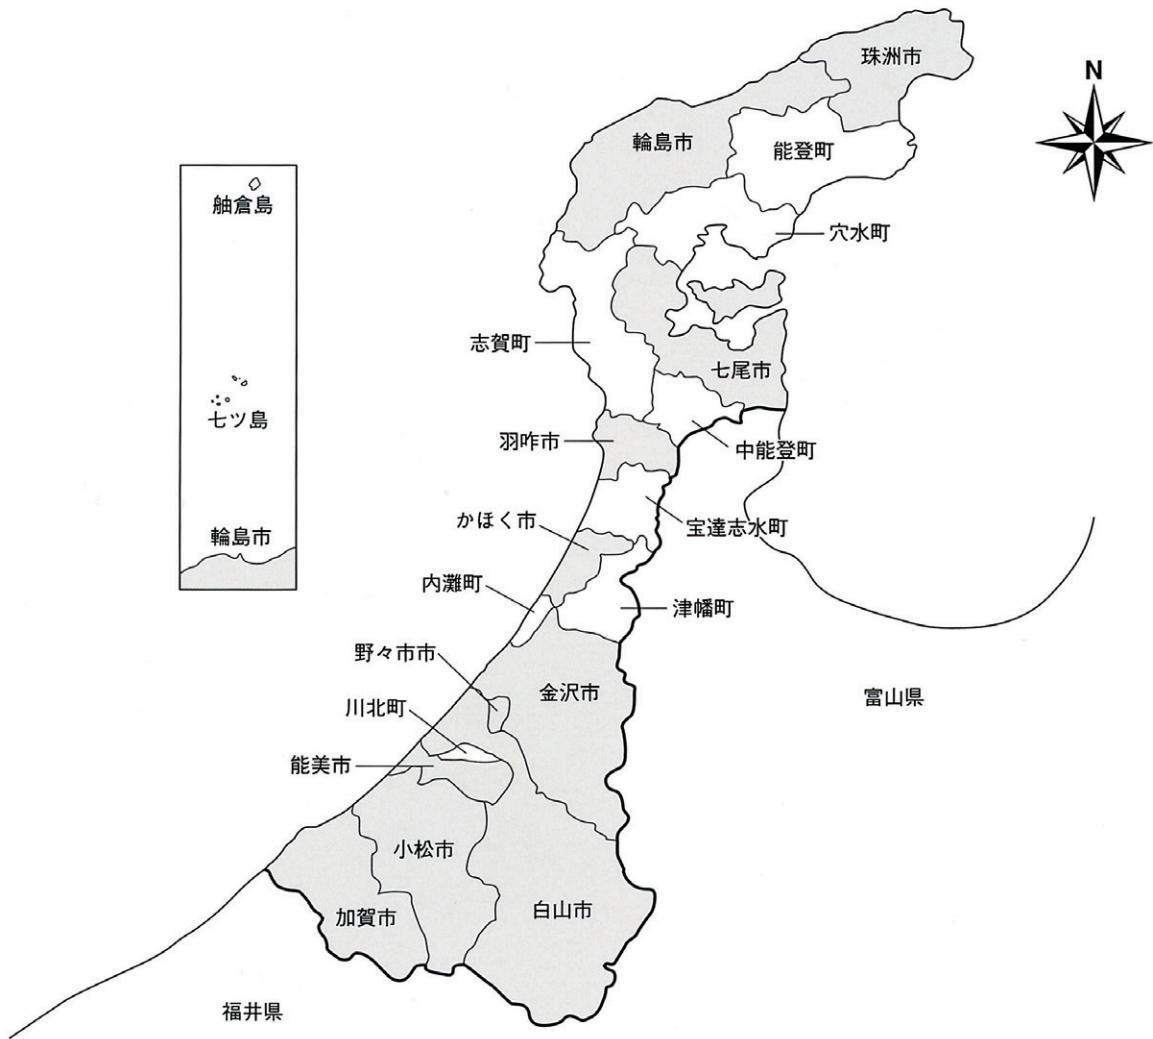 珠洲市
N
輪島市
能登町
舳倉島
穴水町
志賀町
七尾市
七ツ島
羽咋市
中能登町
かほく市
宝達志水町
輪島市
内灘町
津幡町
野々市市
金沢市
富山県
川北町
能美市
小松市
白山市
加賀市
福井県